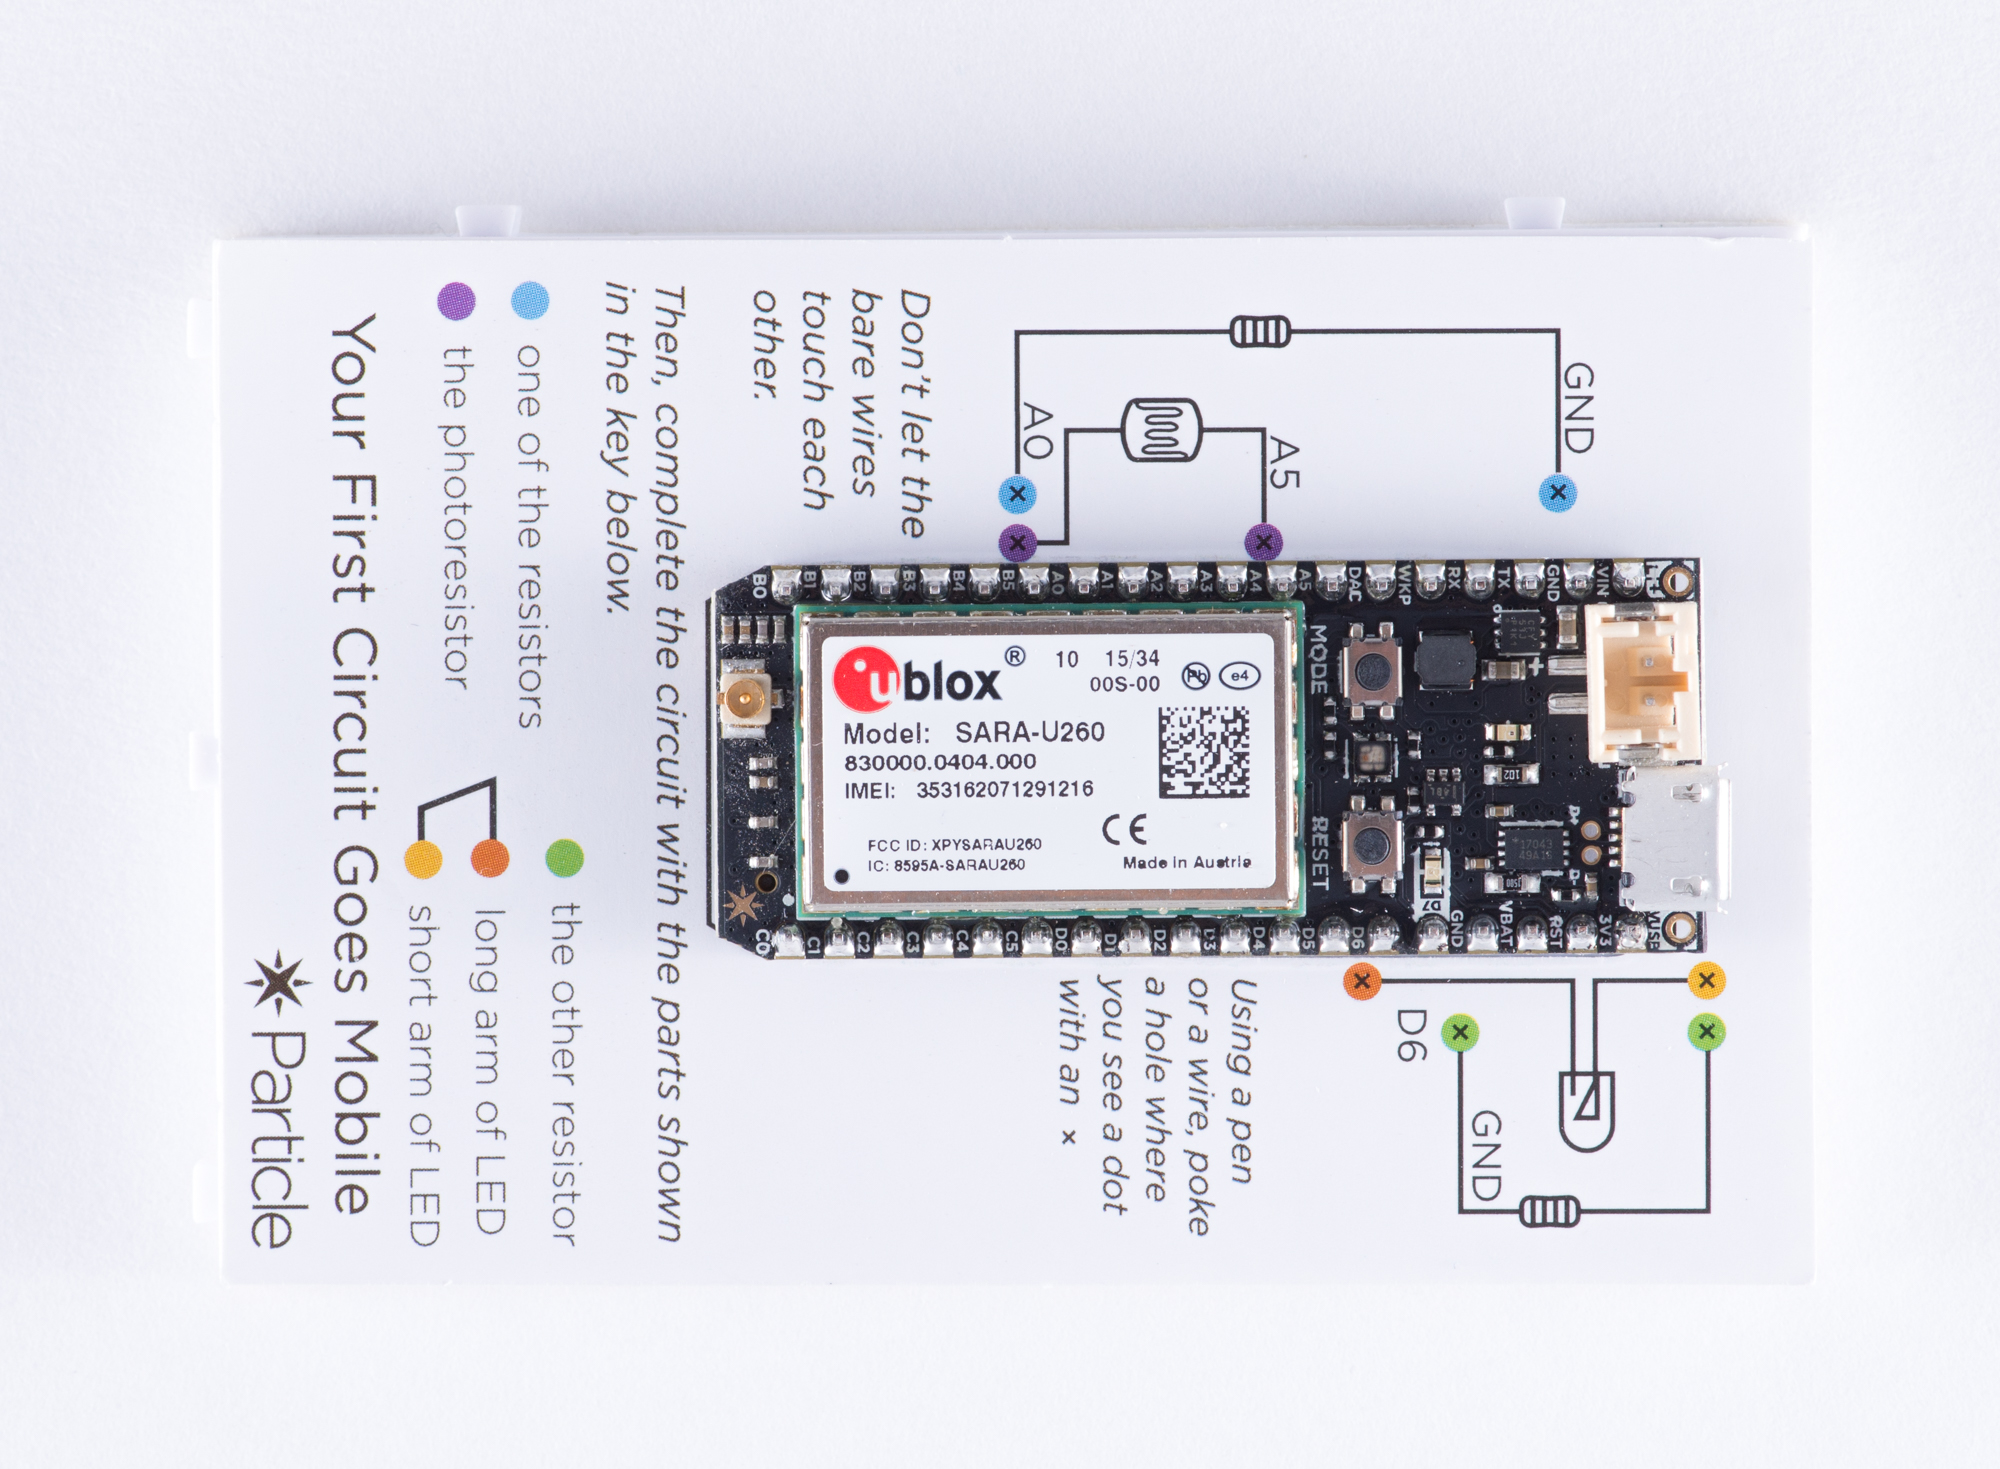 GND
A0
A5
Don't let the
bare wires
touch each
other.
Using a pen
or a wire, poke
a hole where
you see a dot
with an ×
D6
GND
Then, complete the circuit with the parts shown
in the key below.
one of the resistors
the photoresistor
the other resistor
long arm of LED
short arm of LED
Your First Circuit Goes Mobile
Particle
B0 B1 B2 B3 B4 B5 A0 A1 A2 A3 A4 A5 DAC WKP RX TX GND VIN
ublox®
10 15/34
00S-00
Pb
e4
Model: SARA-U260
830000.0404.000
IMEI: 353162071291216
FCC ID: XPYSARAU260
IC: 8595A-SARAU260
CE
Made in Austria
MODE
RESET
+
102
17043
D+
D-
D7
C0 C1 C2 C3 C4 C5 D0 D1 D2 D3 D4 D5 D6 GND VBAT RST 3V3